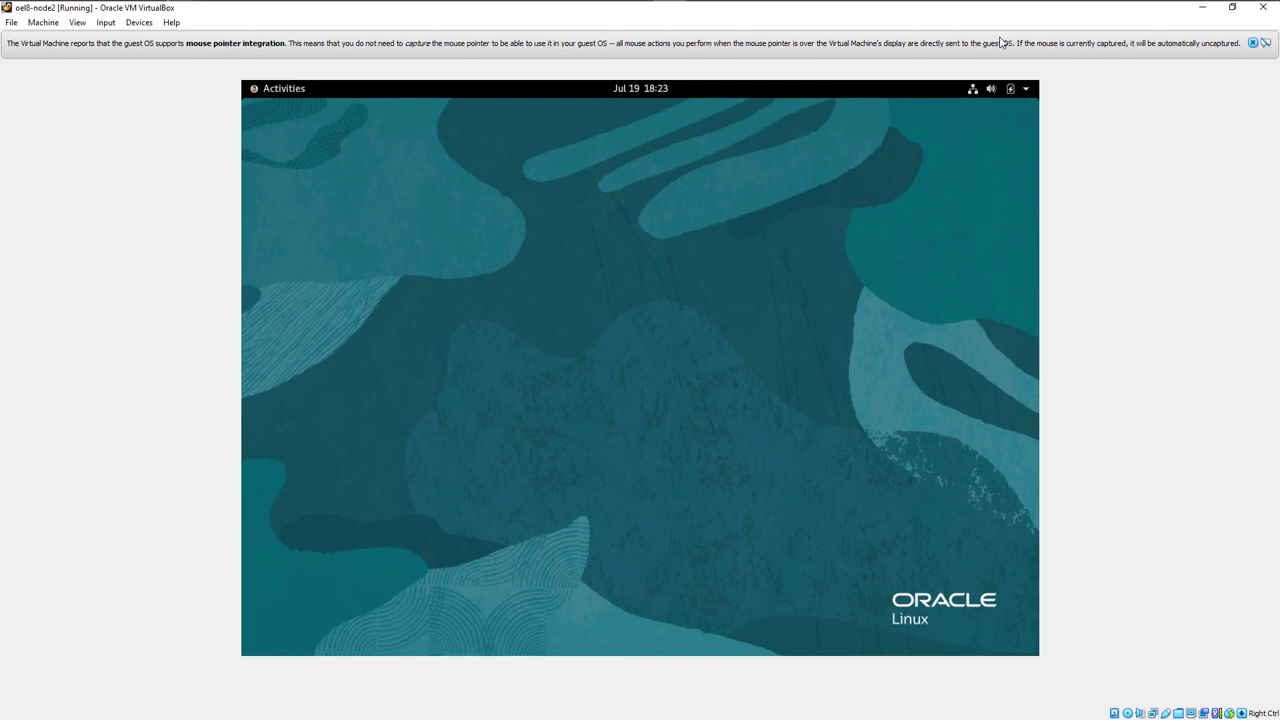 oel8-node2 [Running] - Oracle VM VirtualBox
File Machine View Input Devices Help
The Virtual Machine reports that the guest OS supports mouse pointer integration. This means that you do not need to capture the mouse pointer to be able to use it in your guest OS -- all mouse actions you perform when the mouse pointer is over the Virtual Machine's display are directly sent to the guest OS. If the mouse is currently captured, it will be automatically uncaptured.
Activities Jul 19 18:23
ORACLE
Linux
Right Ctrl